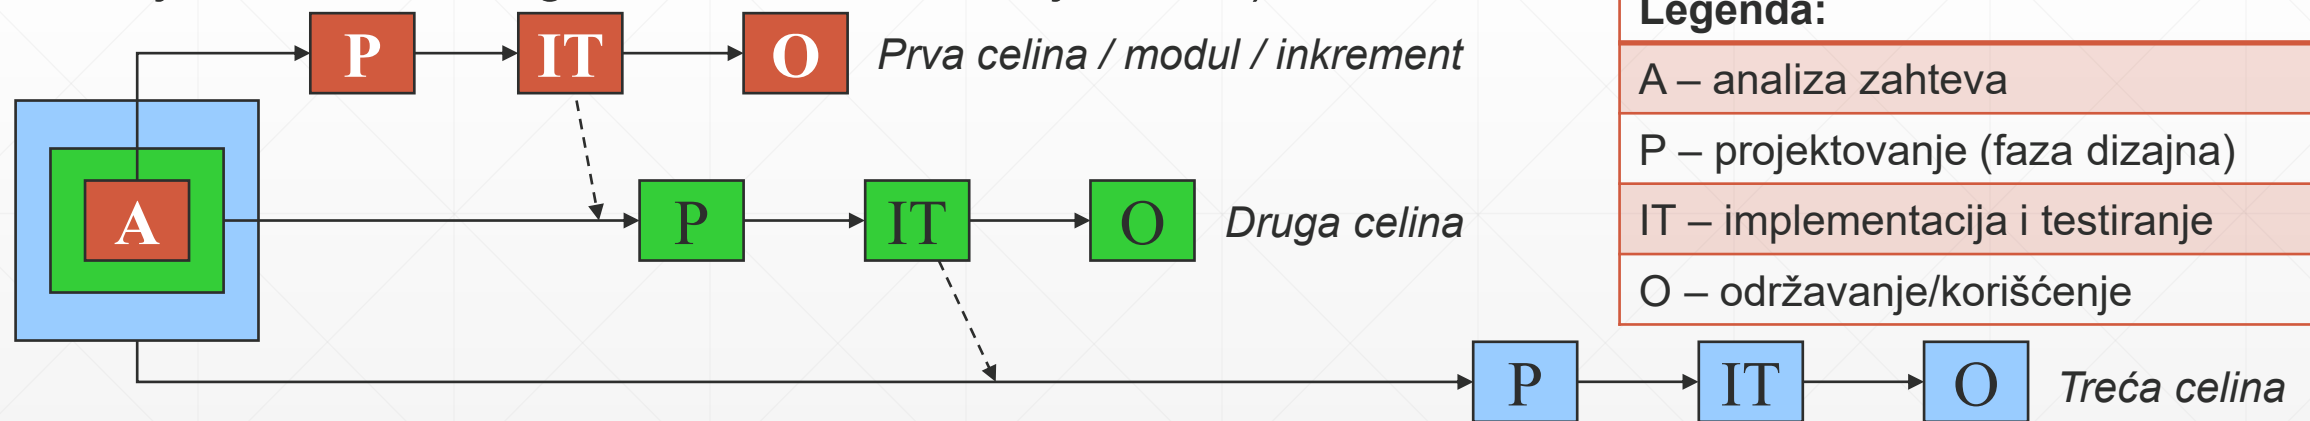 P IT O Prva celina / modul / inkrement
A P IT O Druga celina
P IT O Treća celina
Legenda:
A – analiza zahteva
P – projektovanje (faza dizajna)
IT – implementacija i testiranje
O – održavanje/korišćenje